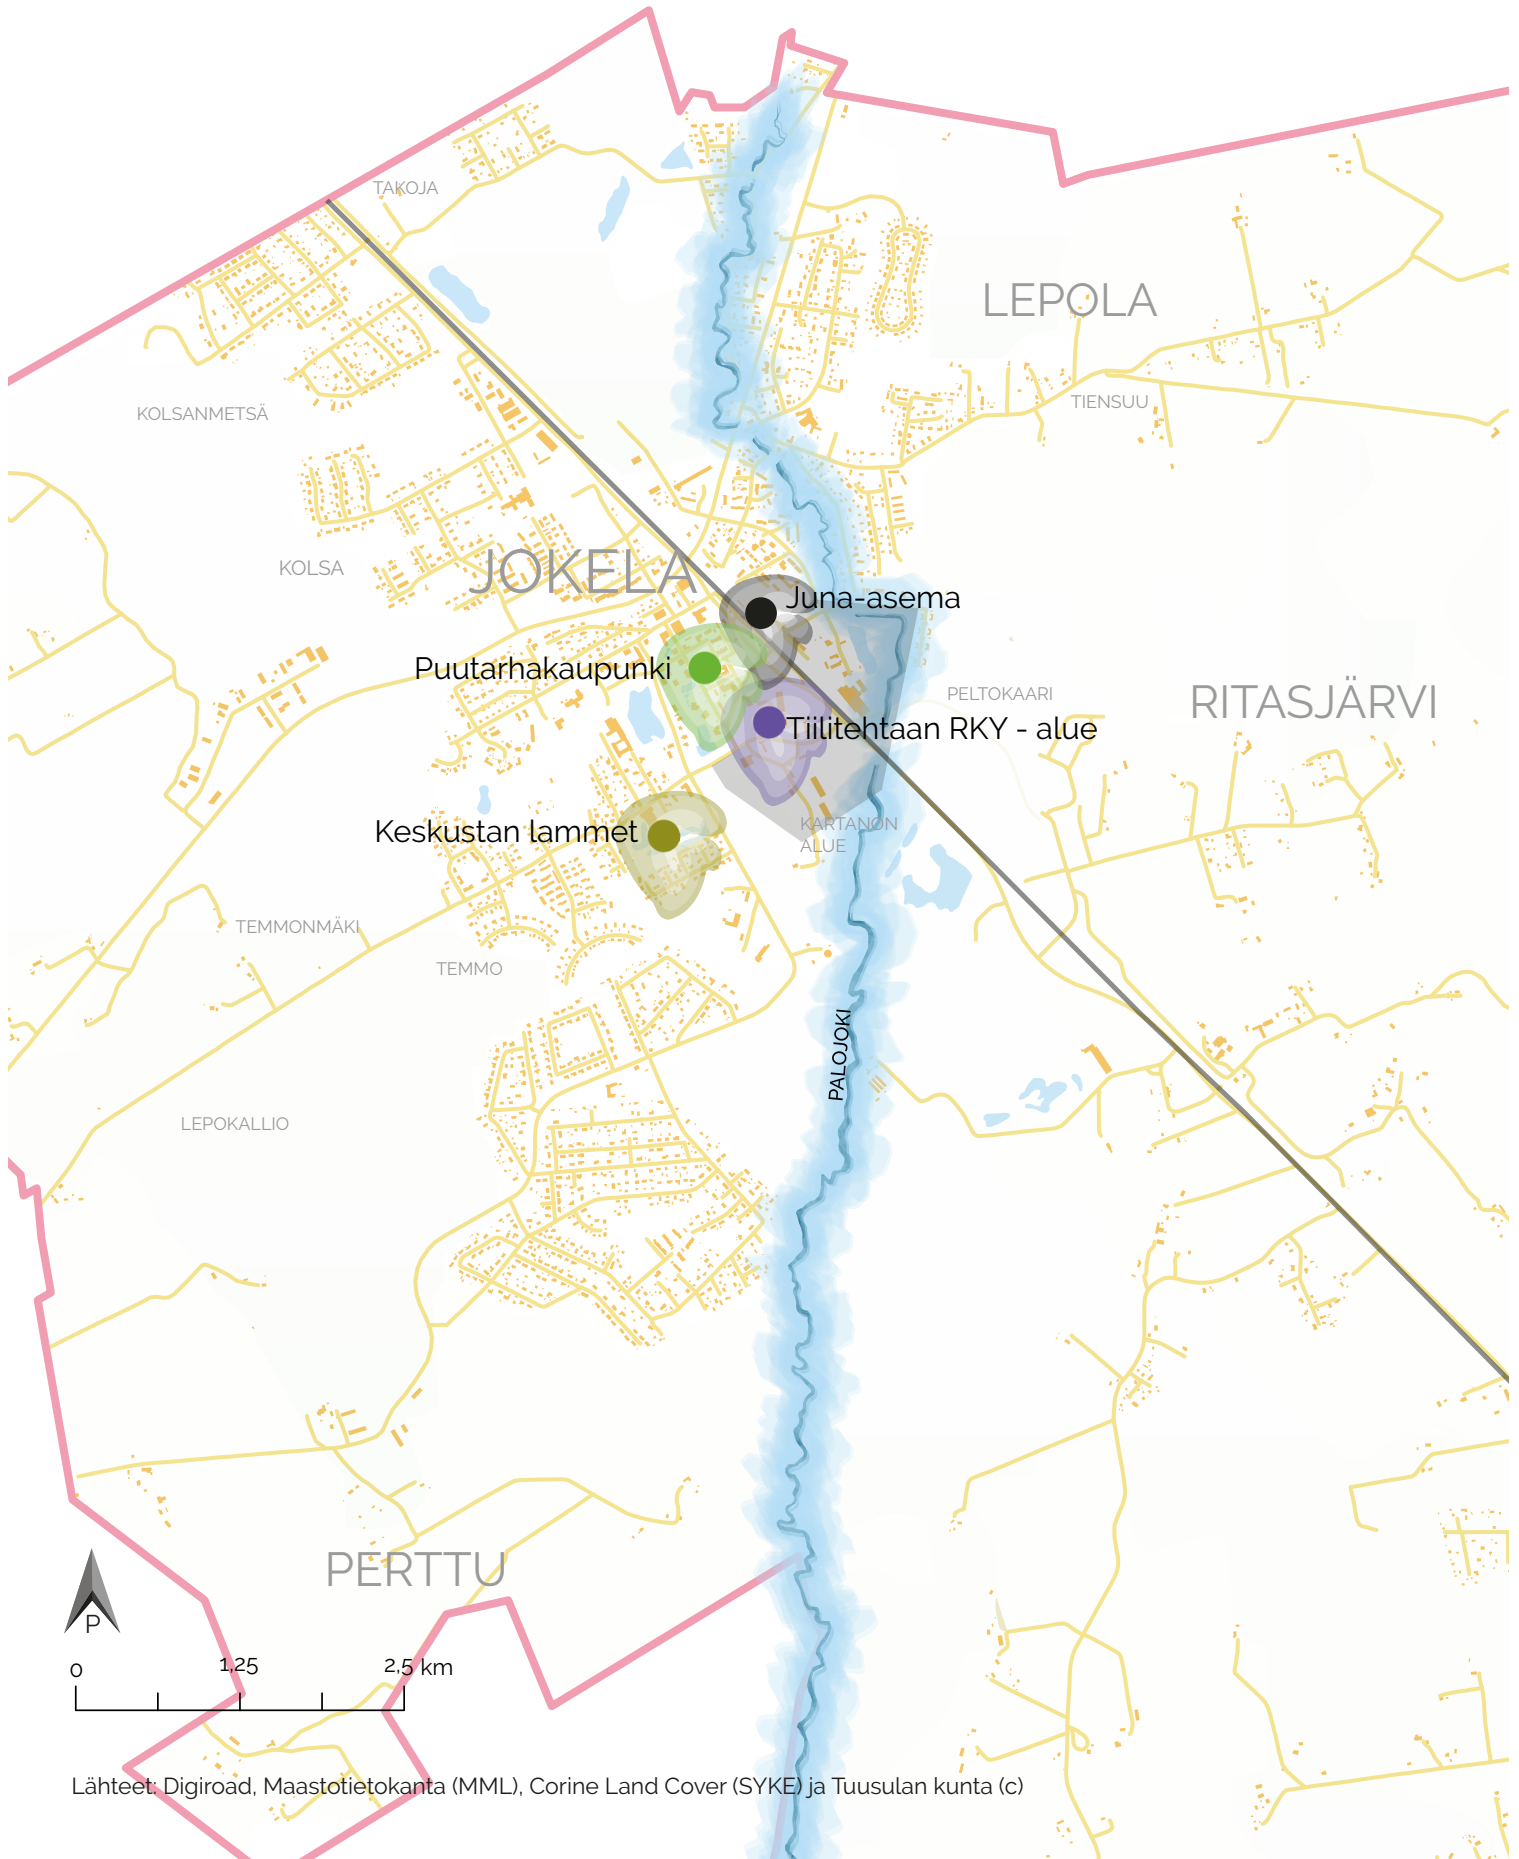 TAKOJA
LEPOLA
KOLSANMETSÄ
TIENSUU
KOLSA
JOKELA
Juna-asema
Puutarhakaupunki
PELTOKAARI
RITASJÄRVI
Tiilitehtaan RKY - alue
Keskustan lammet
KARTANON
ALUE
TEMMONMÄKI
TEMMO
PALOJOKI
LEPOKALLIO
PERTTU
P
0 1,25 2,5 km
Lähteet: Digiroad, Maastotietokanta (MML), Corine Land Cover (SYKE) ja Tuusulan kunta (c)